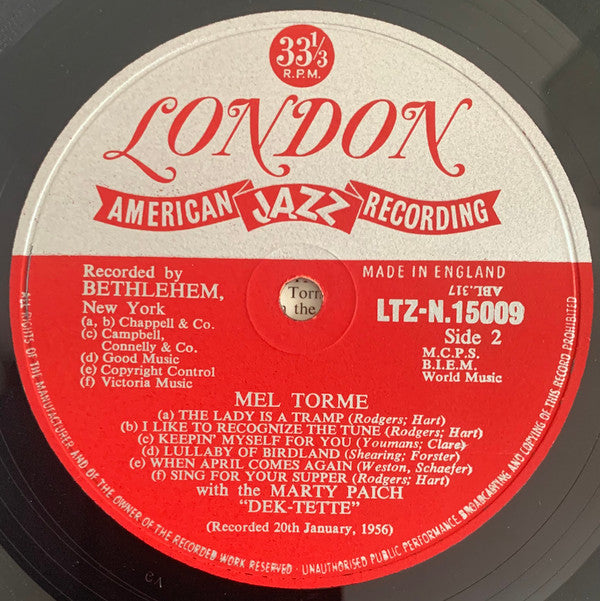 33⅓
R.P.M.
LONDON
AMERICAN JAZZ RECORDING
Recorded by
BETHLEHEM,
New York
(a, b) Chappell & Co.
(c) Campbell,
Connelly & Co.
(d) Good Music
(e) Copyright Control
(f) Victoria Music
Torm
the
MADE IN ENGLAND
ABL.317
LTZ-N.15009
Side 2
M.C.P.S.
B.I.E.M.
World Music
MEL TORME
(a) THE LADY IS A TRAMP (Rodgers; Hart)
(b) I LIKE TO RECOGNIZE THE TUNE (Rodgers; Hart)
(c) KEEPIN' MYSELF FOR YOU (Youmans; Clare)
(d) LULLABY OF BIRDLAND (Shearing; Forster)
(e) WHEN APRIL COMES AGAIN (Weston, Schaefer)
(f) SING FOR YOUR SUPPER (Rodgers; Hart)
with the MARTY PAICH
"DEK-TETTE"
(Recorded 20th January, 1956)
ALL RIGHTS OF THE MANUFACTURER AND OF THE OWNER OF THE RECORDED WORK RESERVED · UNAUTHORISED PUBLIC PERFORMANCE BROADCASTING AND COPYING OF THIS RECORD PROHIBITED